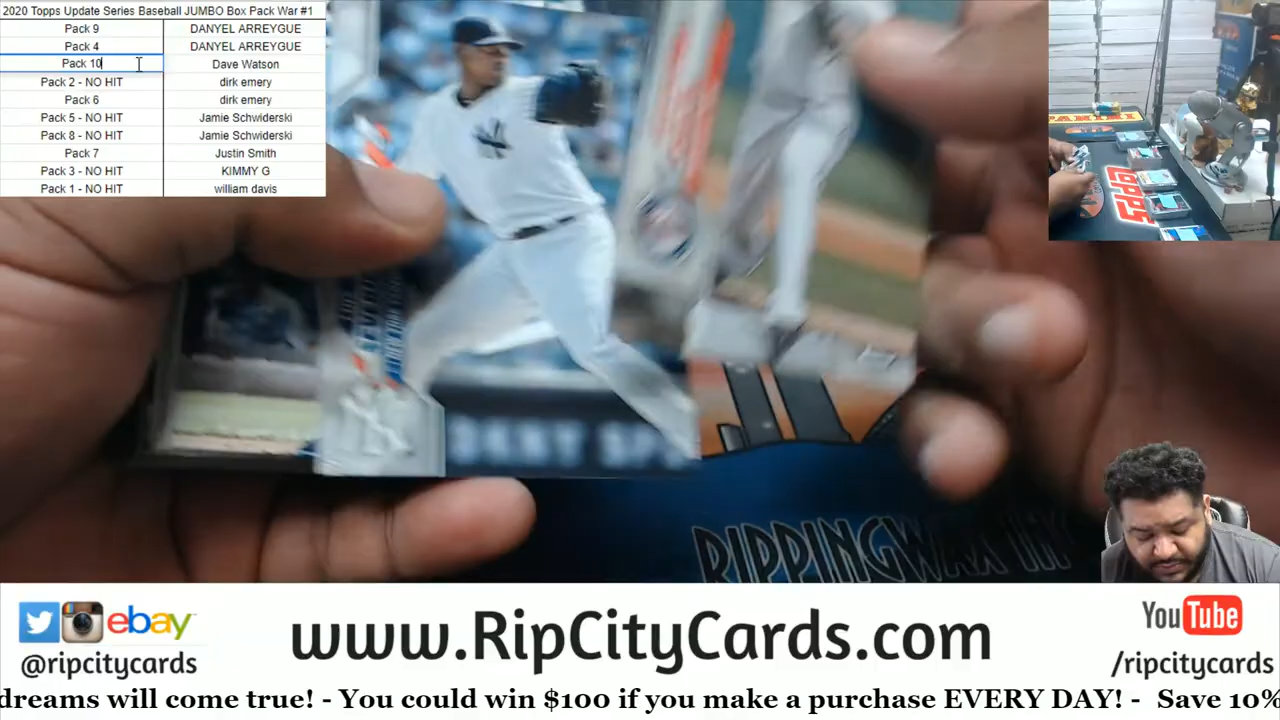 2020 Topps Update Series Baseball JUMBO Box Pack War #1
Pack 9 DANYEL ARREYGUE
Pack 4 DANYEL ARREYGUE
Pack 10 Dave Watson
Pack 2 - NO HIT dirk emery
Pack 6 dirk emery
Pack 5 - NO HIT Jamie Schwiderski
Pack 8 - NO HIT Jamie Schwiderski
Pack 7 Justin Smith
Pack 3 - NO HIT KIMMY G
Pack 1 - NO HIT william davis
PANINI
TOPPS
RIPPINGWAX
ebay
@ripcitycards
www.RipCityCards.com
YouTube
/ripcitycards
dreams will come true! - You could win $100 if you make a purchase EVERY DAY! - Save 10%